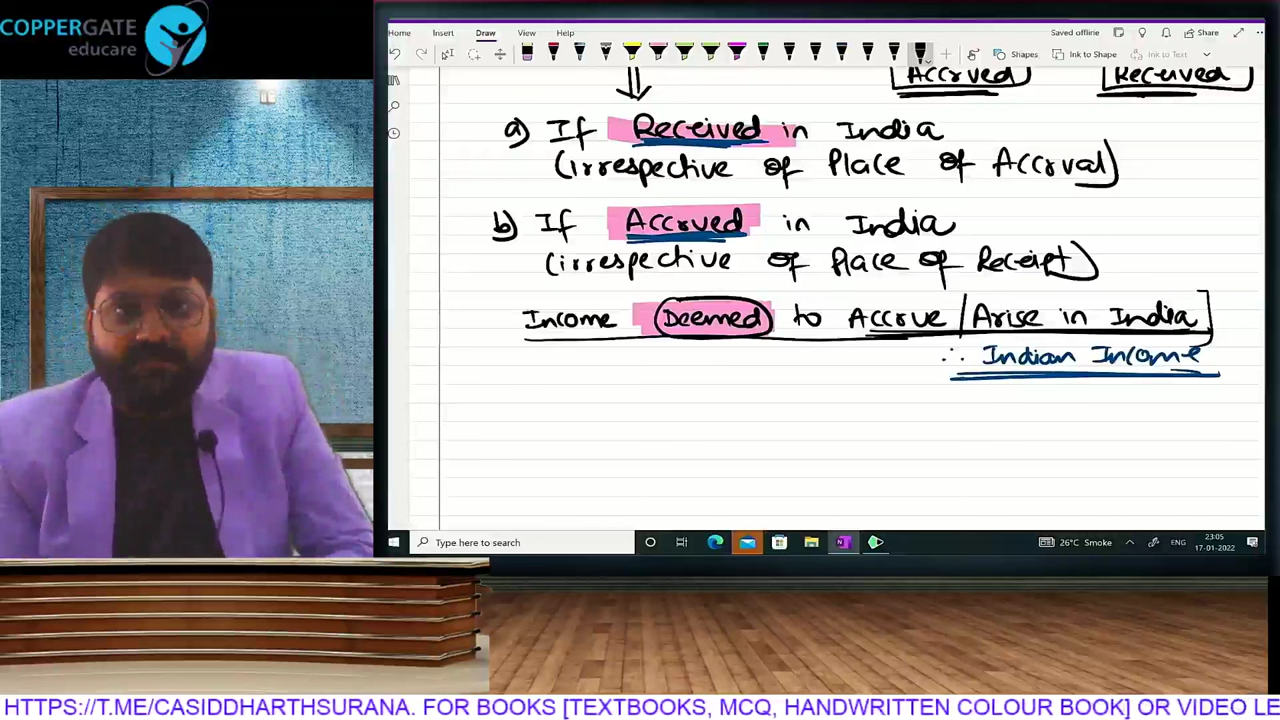 COPPERGATE
educare
Home Insert Draw View Help
Saved offline Share
Shapes Ink to Shape Ink to Text
Accrued Received
a) If Received in India
(irrespective of Place of Accrual)
b) If Accrued in India
(irrespective of Place of Receipt)
Income Deemed to Accrue / Arise in India
∴ Indian Income
Type here to search
26°C Smoke ENG 23:05
17-01-2022
HTTPS://T.ME/CASIDDHARTHSURANA. FOR BOOKS [TEXTBOOKS, MCQ, HANDWRITTEN COLOUR BOOK] OR VIDEO LE